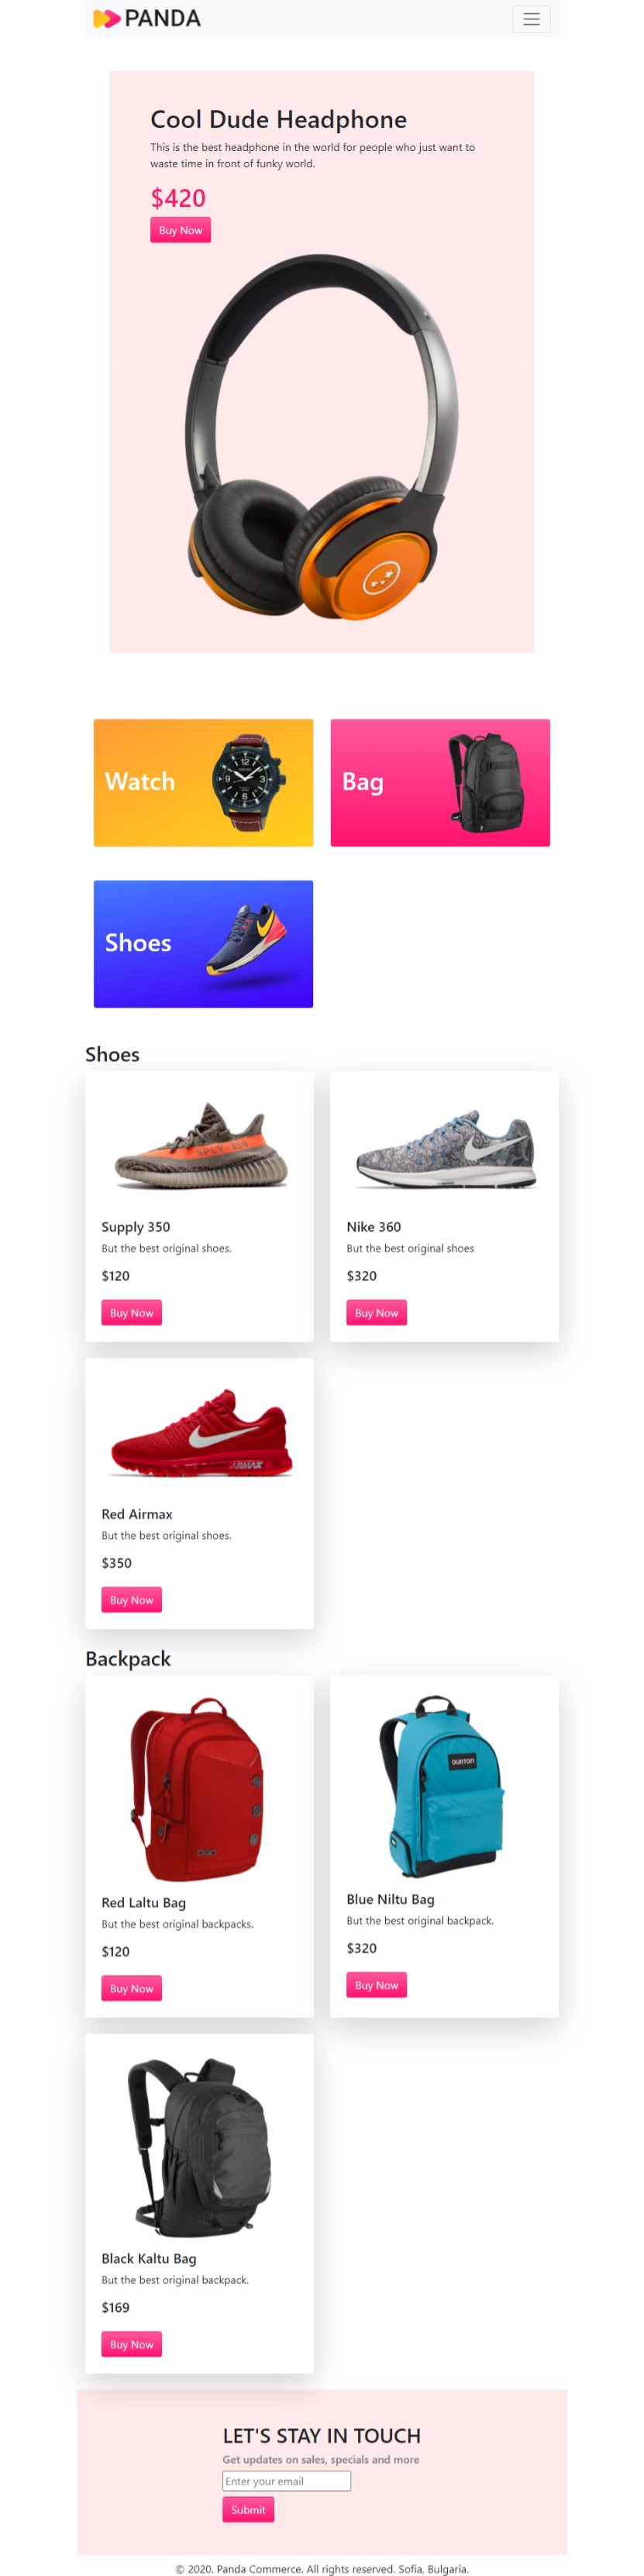 PANDA
Cool Dude Headphone
This is the best headphone in the world for people who just want to
waste time in front of funky world.
$420
Buy Now
Watch
Bag
Shoes
Shoes
Supply 350
But the best original shoes.
$120
Buy Now
Nike 360
But the best original shoes
$320
Buy Now
Red Airmax
But the best original shoes.
$350
Buy Now
Backpack
Red Laltu Bag
But the best original backpacks.
$120
Buy Now
BURTON
Blue Niltu Bag
But the best original backpack.
$320
Buy Now
Black Kaltu Bag
But the best original backpack.
$169
Buy Now
LET'S STAY IN TOUCH
Get updates on sales, specials and more
Enter your email
Submit
© 2020. Panda Commerce. All rights reserved. Sofia, Bulgaria.